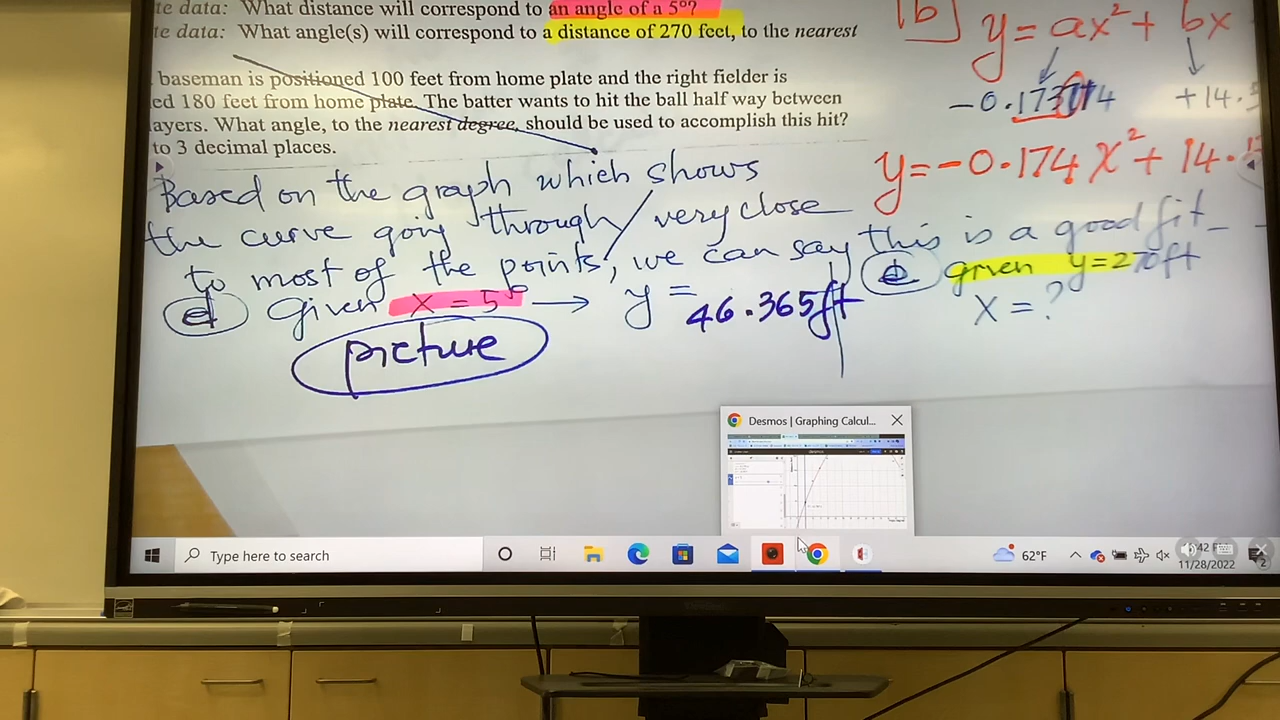 te data: What distance will correspond to an angle of a 5°?
te data: What angle(s) will correspond to a distance of 270 feet, to the nearest
baseman is positioned 100 feet from home plate and the right fielder is
ed 180 feet from home plate. The batter wants to hit the ball half way between
ayers. What angle, to the nearest degree, should be used to accomplish this hit?
to 3 decimal places.
b y = ax² + bx
+14.
y = -0.174 x² + 14.
Based on the graph which shows
the curve going through/very close
to most of the points, we can say this is a good fit
d Given x = 5° → y = 46.365ft
picture
e given y=270ft
x = ?
Desmos | Graphing Calcul...
Type here to search
62°F
11/28/2022
2